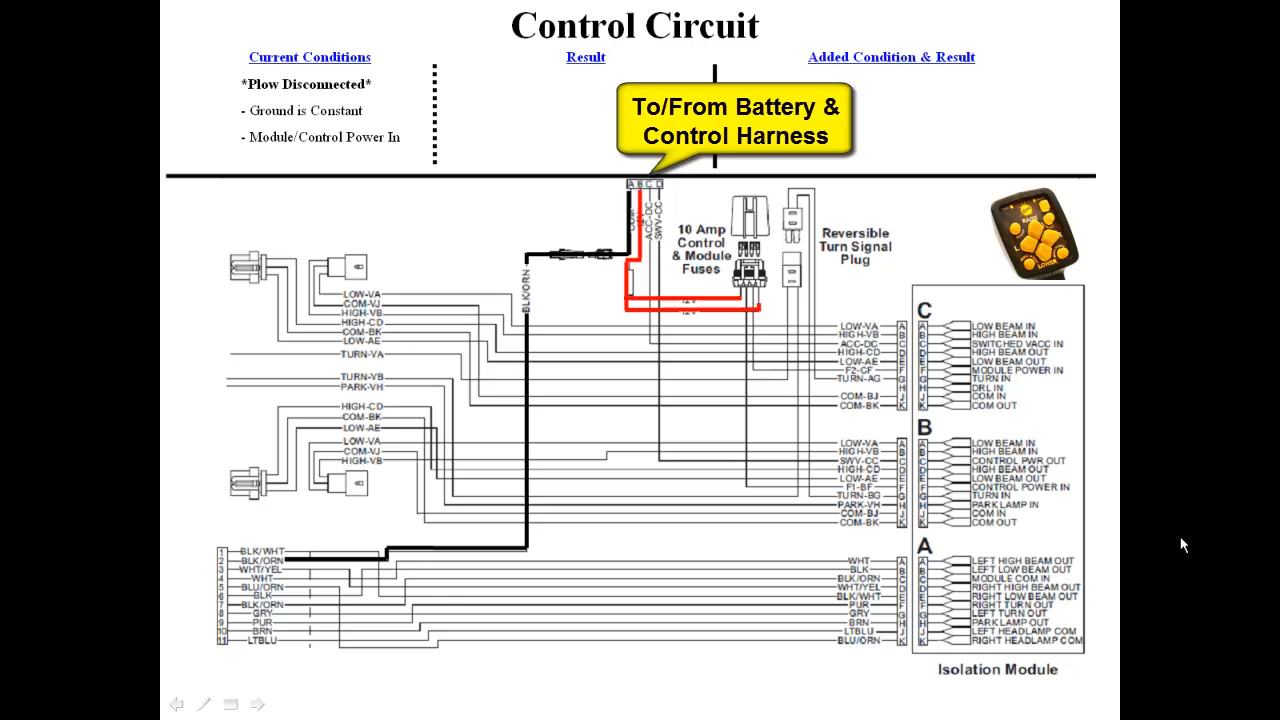 Control Circuit
Current Conditions
Result
Added Condition & Result
*Plow Disconnected*
- Ground is Constant
- Module/Control Power In
To/From Battery &
Control Harness
A B C D
ACC-DC
SWV-CC
10 Amp
Control
& Module
Fuses
Reversible
Turn Signal
Plug
RAISE
L
LOWER
BLK/ORN
12V
12V
LOW-VA
COM-VJ
HIGH-VB
HIGH-CD
COM-BK
LOW-AE
TURN-VA
TURN-VB
PARK-VH
HIGH-CD
COM-BK
LOW-AE
LOW-VA
COM-VJ
HIGH-VB
C
LOW-VA A A LOW BEAM IN
HIGH-VB B B HIGH BEAM IN
ACC-DC C C SWITCHED VACC IN
HIGH-CD D D HIGH BEAM OUT
LOW-AE E E LOW BEAM OUT
F2-CF F F MODULE POWER IN
TURN-AG G G TURN IN
H H DRL IN
COM-BJ J J COM IN
COM-BK K K COM OUT
B
LOW-VA A A LOW BEAM IN
HIGH-VB B B HIGH BEAM IN
SWV-CC C C CONTROL PWR OUT
HIGH-CD D D HIGH BEAM OUT
LOW-AE E E LOW BEAM OUT
F1-BF F F CONTROL POWER IN
TURN-BG G G TURN IN
PARK-VH H H PARK LAMP IN
COM-BJ J J COM IN
COM-BK K K COM OUT
1 BLK/WHT
2 BLK/ORN
3 WHT/YEL
4 WHT
5 BLU/ORN
6 BLK
7 BLK/ORN
8 GRY
9 PUR
10 BRN
11 LTBLU
A
WHT A A LEFT HIGH BEAM OUT
BLK B B LEFT LOW BEAM OUT
BLK/ORN C C MODULE COM IN
WHT/YEL D D RIGHT HIGH BEAM OUT
BLK/WHT E E RIGHT LOW BEAM OUT
PUR F F RIGHT TURN OUT
GRY G G LEFT TURN OUT
BRN H H PARK LAMP OUT
LTBLU J J LEFT HEADLAMP COM
BLU/ORN K K RIGHT HEADLAMP COM
Isolation Module